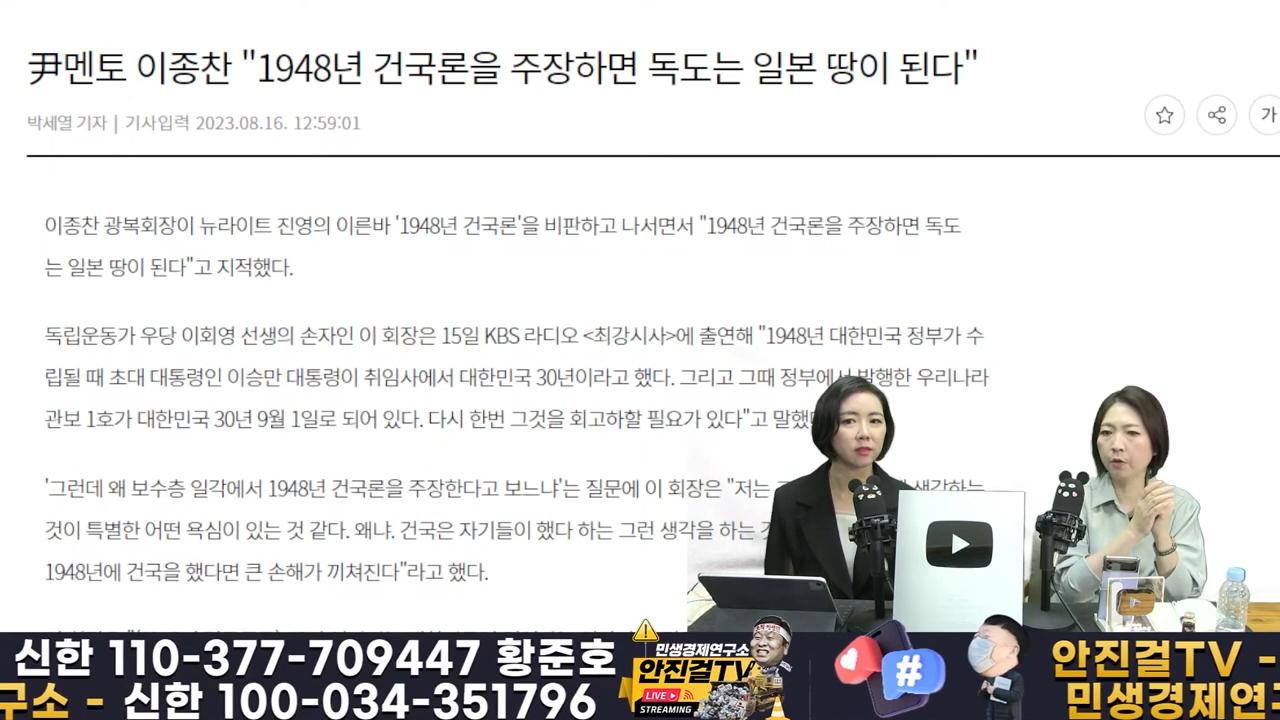 尹멘토 이종찬 "1948년 건국론을 주장하면 독도는 일본 땅이 된다"
박세열 기자 | 기사입력 2023.08.16. 12:59:01
가
이종찬 광복회장이 뉴라이트 진영의 이른바 '1948년 건국론'을 비판하고 나서면서 "1948년 건국론을 주장하면 독도
는 일본 땅이 된다"고 지적했다.
독립운동가 우당 이회영 선생의 손자인 이 회장은 15일 KBS 라디오 <최강시사>에 출연해 "1948년 대한민국 정부가 수
립될 때 초대 대통령인 이승만 대통령이 취임사에서 대한민국 30년이라고 했다. 그리고 그때 정부에서 발행한 우리나라
관보 1호가 대한민국 30년 9월 1일로 되어 있다. 다시 한번 그것을 회고하할 필요가 있다"고 말했
'그런데 왜 보수층 일각에서 1948년 건국론을 주장한다고 보느냐'는 질문에 이 회장은 "저는 생각하는
것이 특별한 어떤 욕심이 있는 것 같다. 왜냐. 건국은 자기들이 했다 하는 그런 생각을 하는
1948년에 건국을 했다면 큰 손해가 끼쳐진다"라고 했다.
신한 110-377-709447 황준호
구소 - 신한 100-034-351796
민생경제연구소
안진걸TV
LIVE
STREAMING
#
안진걸TV -
민생경제연구